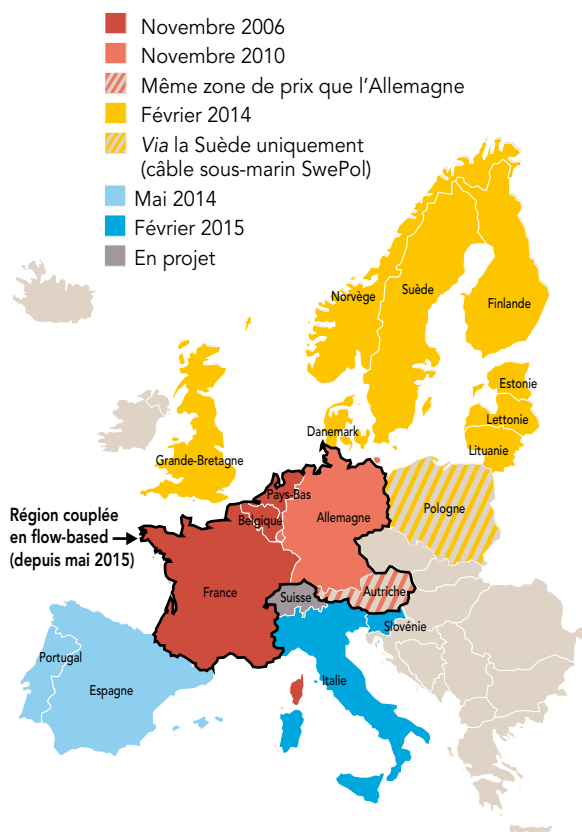 Novembre 2006
Novembre 2010
Même zone de prix que l'Allemagne
Février 2014
Via la Suède uniquement
(câble sous-marin SwePol)
Mai 2014
Février 2015
En projet
Norvège
Suède
Finlande
Estonie
Lettonie
Lituanie
Danemark
Grande-Bretagne
Pays-Bas
Belgique
Allemagne
Pologne
Région couplée
en flow-based
(depuis mai 2015)
France
Suisse
Autriche
Slovénie
Portugal
Espagne
Italie